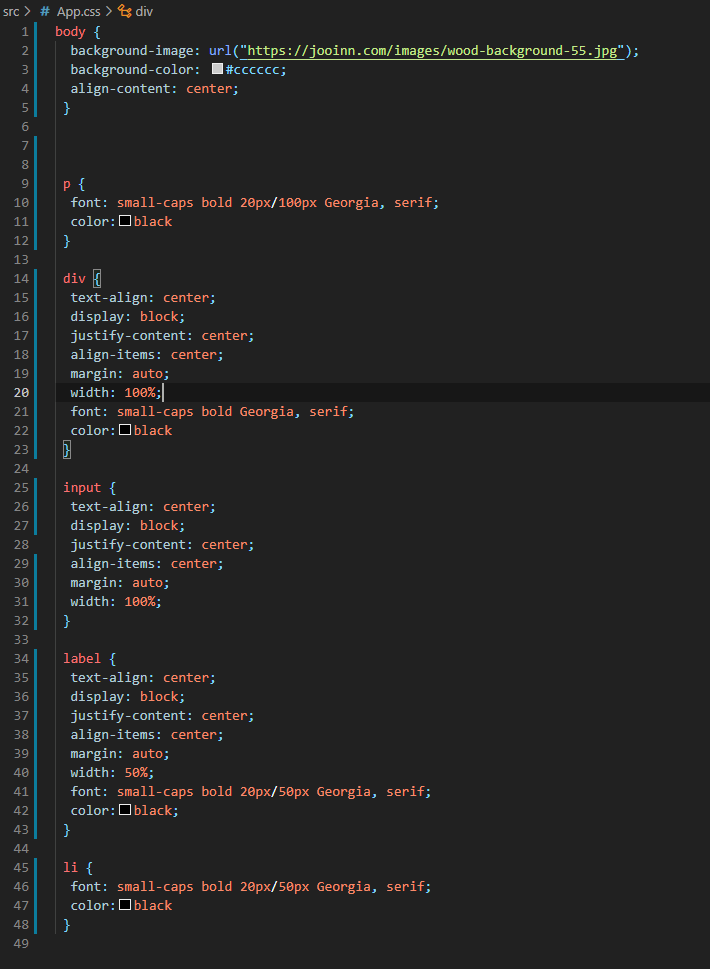 src > # App.css > div
1 body {
2 background-image: url("https://jooinn.com/images/wood-background-55.jpg");
3 background-color: #cccccc;
4 align-content: center;
5 }
6
7
8
9 p {
10 font: small-caps bold 20px/100px Georgia, serif;
11 color:black
12 }
13
14 div {
15 text-align: center;
16 display: block;
17 justify-content: center;
18 align-items: center;
19 margin: auto;
20 width: 100%;
21 font: small-caps bold Georgia, serif;
22 color:black
23 }
24
25 input {
26 text-align: center;
27 display: block;
28 justify-content: center;
29 align-items: center;
30 margin: auto;
31 width: 100%;
32 }
33
34 label {
35 text-align: center;
36 display: block;
37 justify-content: center;
38 align-items: center;
39 margin: auto;
40 width: 50%;
41 font: small-caps bold 20px/50px Georgia, serif;
42 color:black;
43 }
44
45 li {
46 font: small-caps bold 20px/50px Georgia, serif;
47 color:black
48 }
49